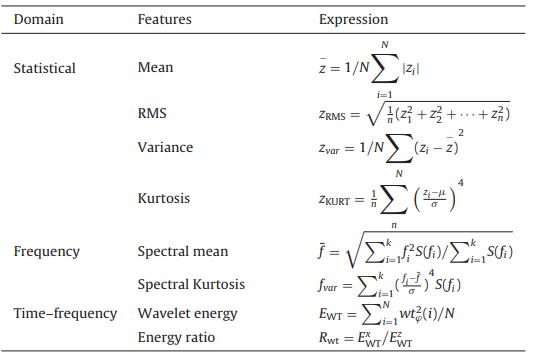 Domain Features Expression
Statistical Mean z̄ = 1/N ∑_{i=1}^{N} |z_i|
RMS z_RMS = √(1/n (z_1^2 + z_2^2 + ⋯ + z_n^2))
Variance z_var = 1/N ∑^{N} (z_i − z̄)^2
Kurtosis z_KURT = 1/n ∑_{n}^{N} ((z_i−μ)/σ)^4
Frequency Spectral mean f̄ = √(∑_{i=1}^{k} f_i^2 S(f_i)/∑_{i=1}^{k} S(f_i))
Spectral Kurtosis f_var = ∑_{i=1}^{k} ((f_i−f̄)/σ)^4 S(f_i)
Time–frequency Wavelet energy E_WT = ∑_{i=1}^{N} wt_φ^2(i)/N
Energy ratio R_wt = E_WT^x/E_WT^z